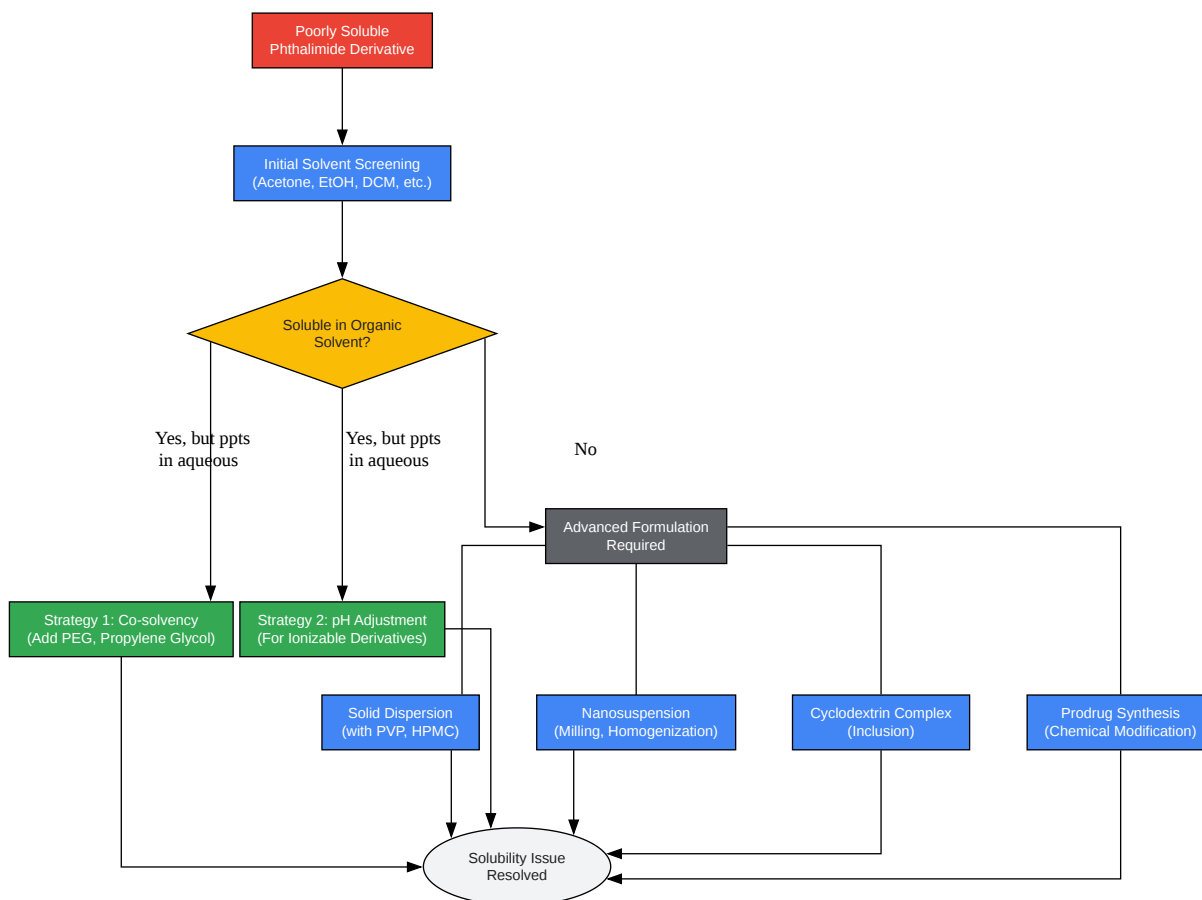 Poorly Soluble
Phthalimide Derivative
Initial Solvent Screening
(Acetone, EtOH, DCM, etc.)
Soluble in Organic
Solvent?
Yes, but ppts
in aqueous
Yes, but ppts
in aqueous
No
Advanced Formulation
Required
Strategy 1: Co-solvency
(Add PEG, Propylene Glycol)
Strategy 2: pH Adjustment
(For Ionizable Derivatives)
Solid Dispersion
(with PVP, HPMC)
Nanosuspension
(Milling, Homogenization)
Cyclodextrin Complex
(Inclusion)
Prodrug Synthesis
(Chemical Modification)
Solubility Issue
Resolved